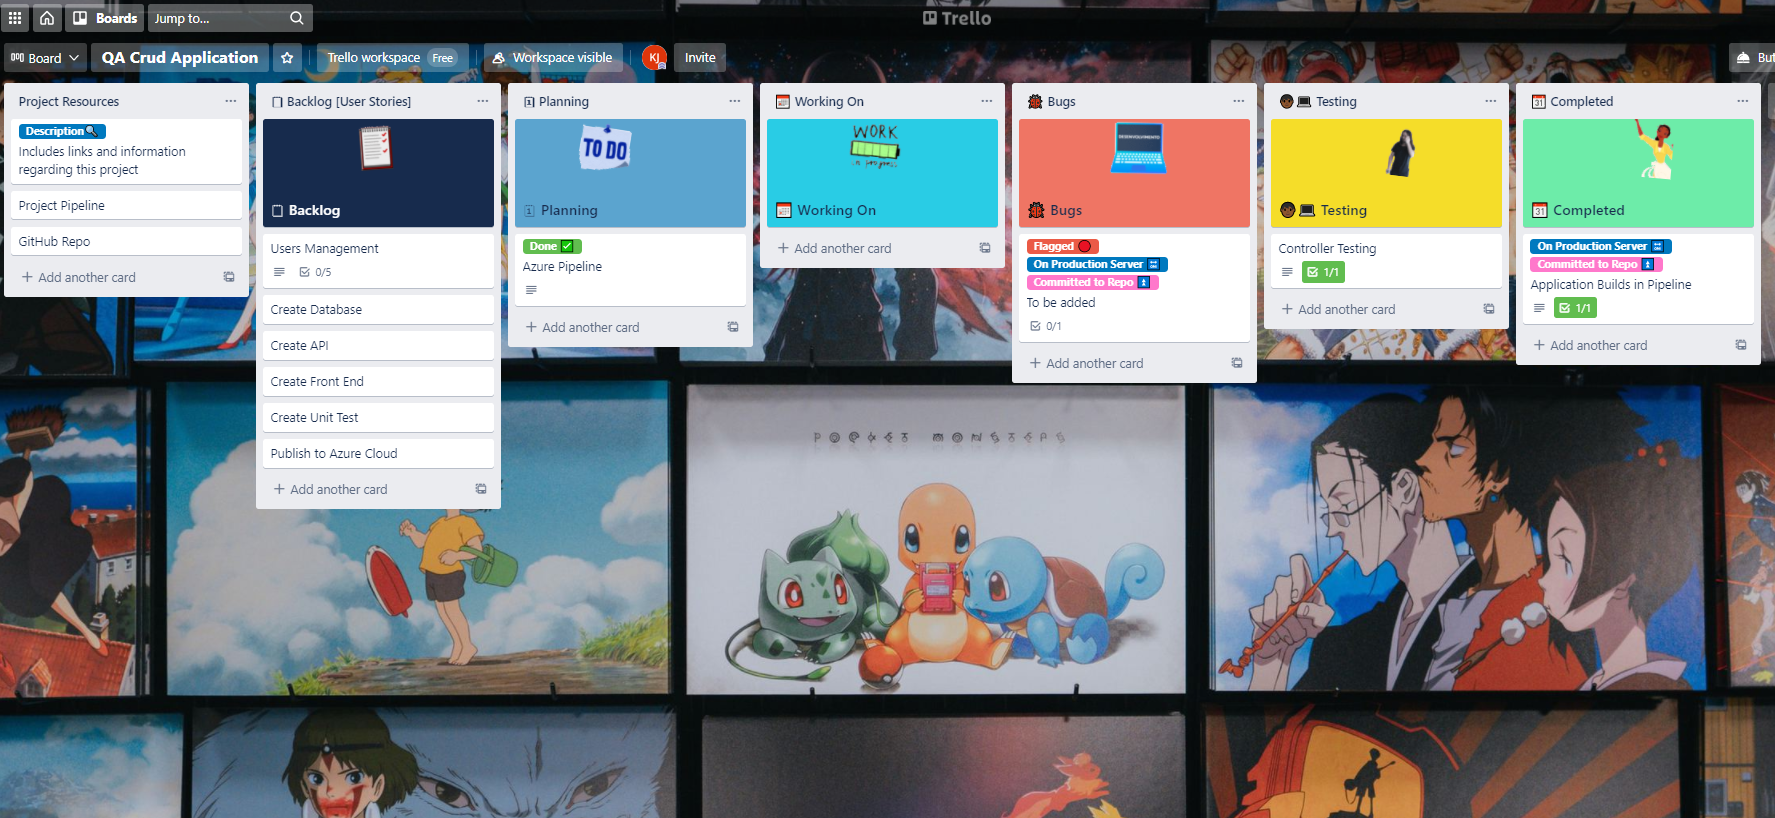 Boards
Jump to...
Trello
Board
QA Crud Application
Trello workspace
Free
Workspace visible
KJ
Invite
But
Project Resources
Description
Includes links and information
regarding this project
Project Pipeline
GitHub Repo
Add another card
Backlog [User Stories]
Backlog
Users Management
0/5
Create Database
Create API
Create Front End
Create Unit Test
Publish to Azure Cloud
Add another card
Planning
TO DO
Planning
Done
Azure Pipeline
Add another card
Working On
WORK
in progress
Working On
Add another card
Bugs
DESENVOLVIMENTO
Bugs
Flagged
On Production Server
Committed to Repo
To be added
0/1
Add another card
Testing
Testing
Controller Testing
1/1
Add another card
31 Completed
31 Completed
On Production Server
Committed to Repo
Application Builds in Pipeline
1/1
Add another card
POCKET MONSTERS